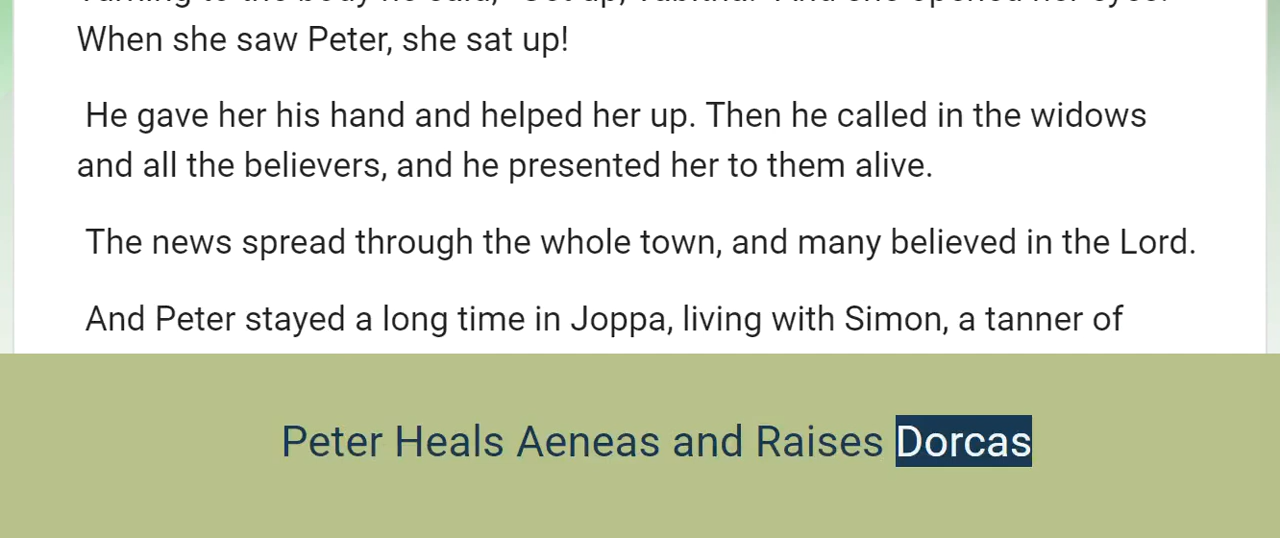 When she saw Peter, she sat up!
He gave her his hand and helped her up. Then he called in the widows
and all the believers, and he presented her to them alive.
The news spread through the whole town, and many believed in the Lord.
And Peter stayed a long time in Joppa, living with Simon, a tanner of
Peter Heals Aeneas and Raises Dorcas